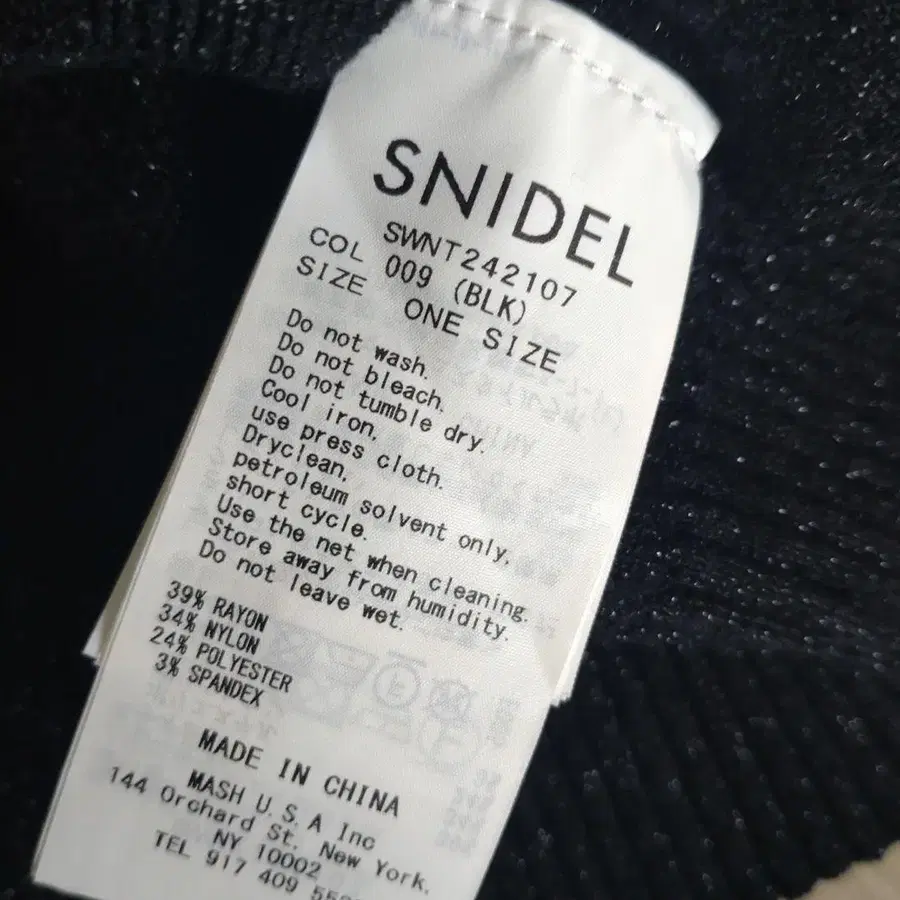 SNIDEL
SWNT242107
COL 009 (BLK)
SIZE ONE SIZE
Do not wash.
Do not bleach.
Do not tumble dry.
Cool iron,
use press cloth.
Dryclean,
petroleum solvent only,
short cycle.
Use the net when cleaning.
Store away from humidity.
Do not leave wet.
39% RAYON
34% NYLON
24% POLYESTER
3% SPANDEX
MADE IN CHINA
MASH U.S.A Inc
144 Orchard St. New York.
NY 10002
TEL 917 409